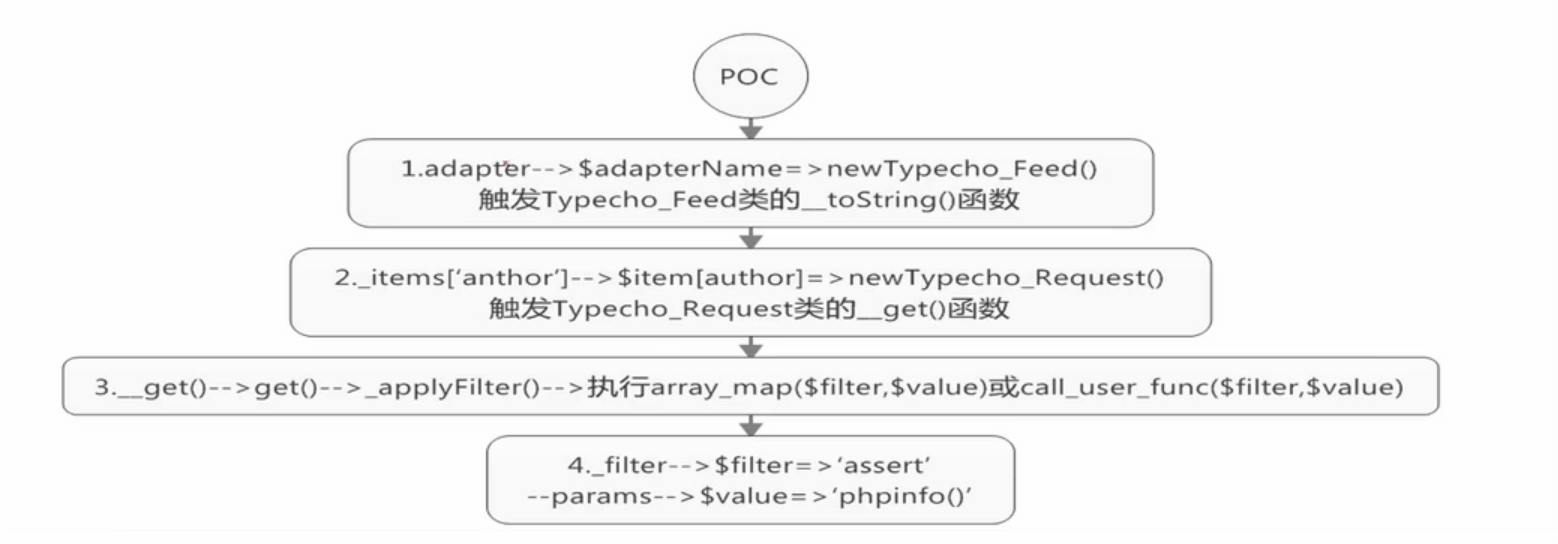 POC
1.adapter-->$adapterName=>newTypecho_Feed()
触发Typecho_Feed类的__toString()函数
2._items[‘anthor’]-->$item[author]=>newTypecho_Request()
触发Typecho_Request类的__get()函数
3.__get()-->get()-->_applyFilter()-->执行array_map($filter,$value)或call_user_func($filter,$value)
4._filter-->$filter=>‘assert’
--params-->$value=>‘phpinfo()’